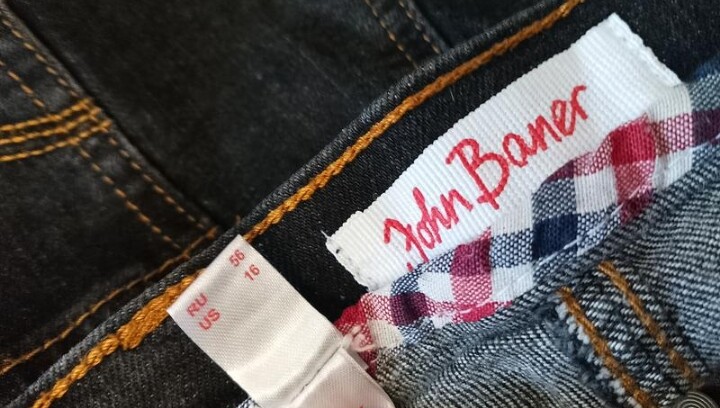 John Baner
RU 56
US 16